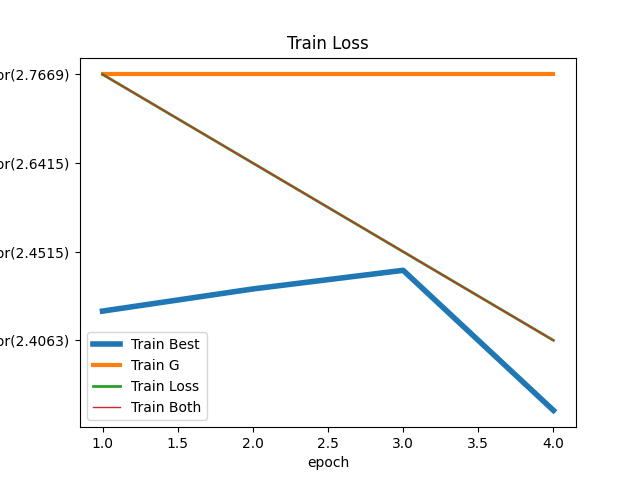 Train Loss
or(2.7669)
or(2.6415)
or(2.4515)
or(2.4063)
Train Best
Train G
Train Loss
Train Both
1.0 1.5 2.0 2.5 3.0 3.5 4.0
epoch